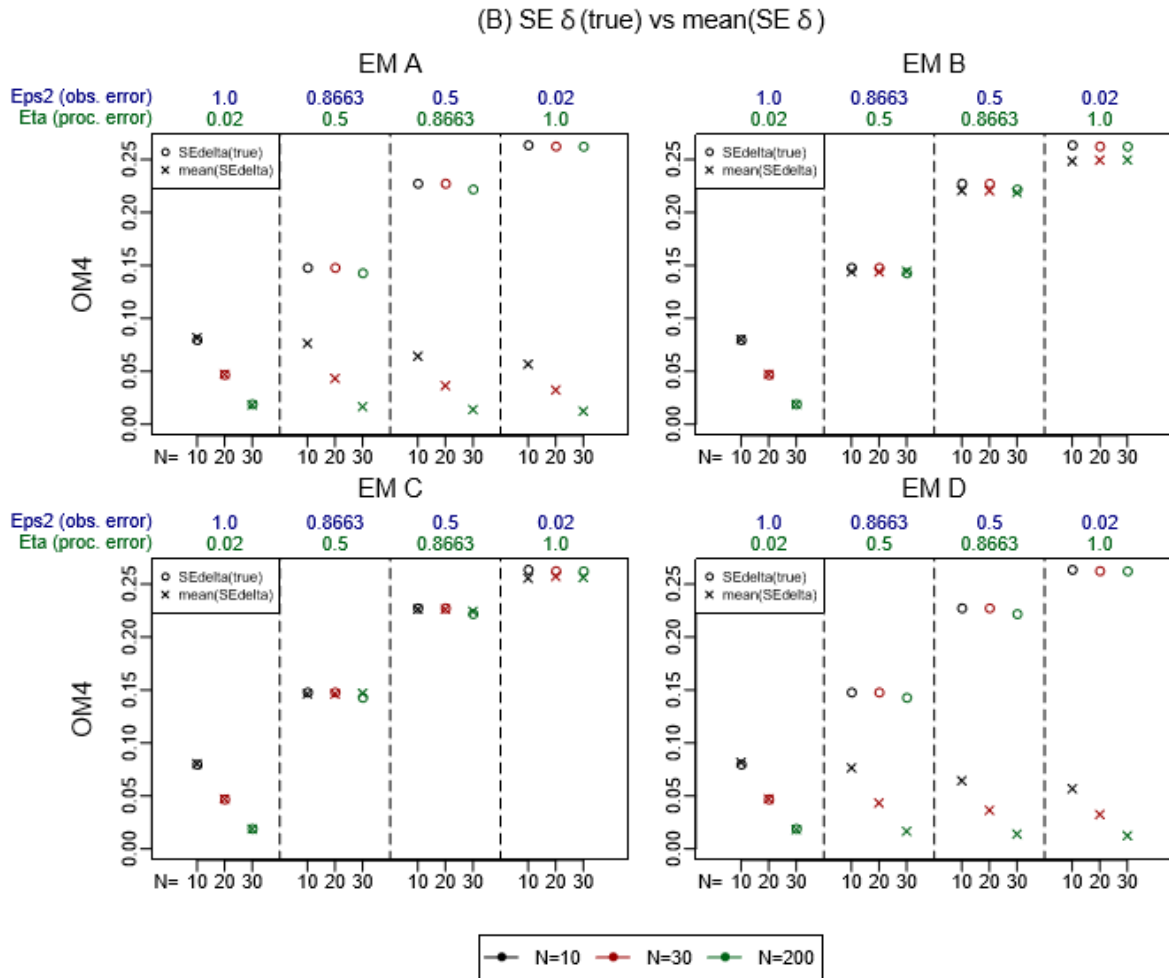 (B) SE δ (true) vs mean(SE δ )
EM A
Eps2 (obs. error) 1.0 0.8663 0.5 0.02
Eta (proc. error) 0.02 0.5 0.8663 1.0
SEdelta(true)
mean(SEdelta)
OM4
0.25
0.20
0.15
0.10
0.05
0.00
N= 10 20 30 10 20 30 10 20 30 10 20 30
EM B
Eps2 (obs. error) 1.0 0.8663 0.5 0.02
Eta (proc. error) 0.02 0.5 0.8663 1.0
SEdelta(true)
mean(SEdelta)
OM4
0.25
0.20
0.15
0.10
0.05
0.00
N= 10 20 30 10 20 30 10 20 30 10 20 30
EM C
Eps2 (obs. error) 1.0 0.8663 0.5 0.02
Eta (proc. error) 0.02 0.5 0.8663 1.0
SEdelta(true)
mean(SEdelta)
OM4
0.25
0.20
0.15
0.10
0.05
0.00
N= 10 20 30 10 20 30 10 20 30 10 20 30
EM D
Eps2 (obs. error) 1.0 0.8663 0.5 0.02
Eta (proc. error) 0.02 0.5 0.8663 1.0
SEdelta(true)
mean(SEdelta)
OM4
0.25
0.20
0.15
0.10
0.05
0.00
N= 10 20 30 10 20 30 10 20 30 10 20 30
N=10 N=30 N=200